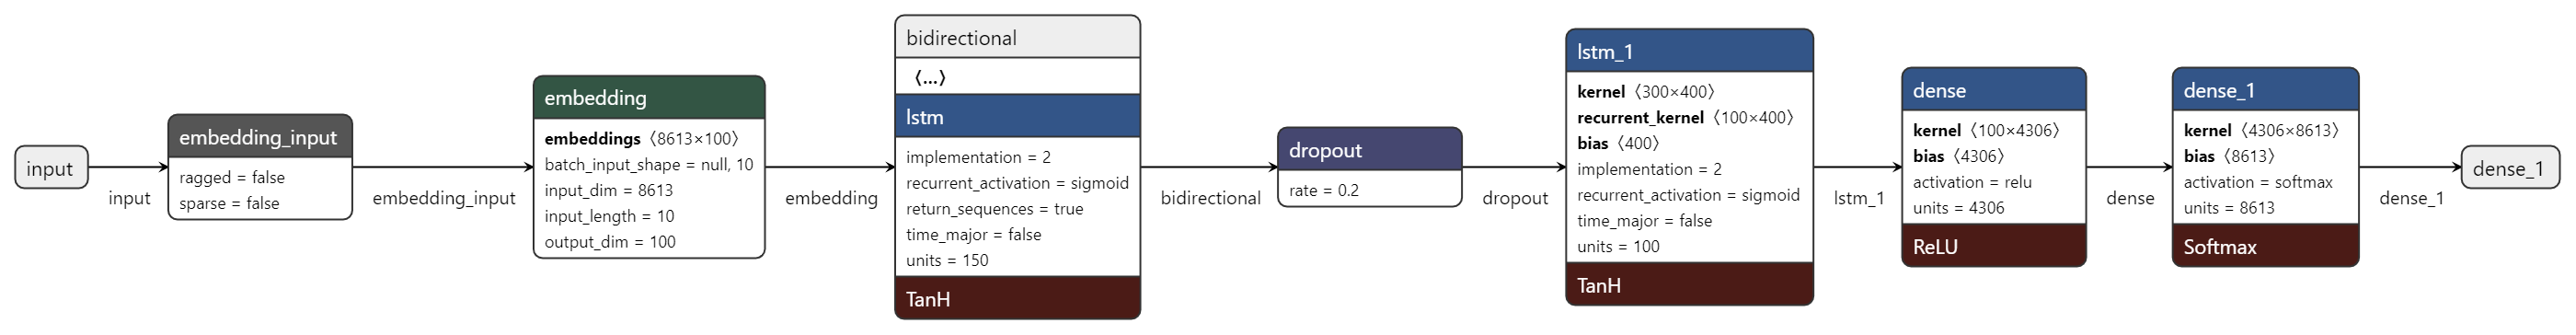 input
input
embedding_input
ragged = false
sparse = false
embedding_input
embedding
embeddings 〈8613×100〉
batch_input_shape = null, 10
input_dim = 8613
input_length = 10
output_dim = 100
embedding
bidirectional
〈...〉
lstm
implementation = 2
recurrent_activation = sigmoid
return_sequences = true
time_major = false
units = 150
TanH
bidirectional
dropout
rate = 0.2
dropout
lstm_1
kernel 〈300×400〉
recurrent_kernel 〈100×400〉
bias 〈400〉
implementation = 2
recurrent_activation = sigmoid
time_major = false
units = 100
TanH
lstm_1
dense
kernel 〈100×4306〉
bias 〈4306〉
activation = relu
units = 4306
ReLU
dense
dense_1
kernel 〈4306×8613〉
bias 〈8613〉
activation = softmax
units = 8613
Softmax
dense_1
dense_1